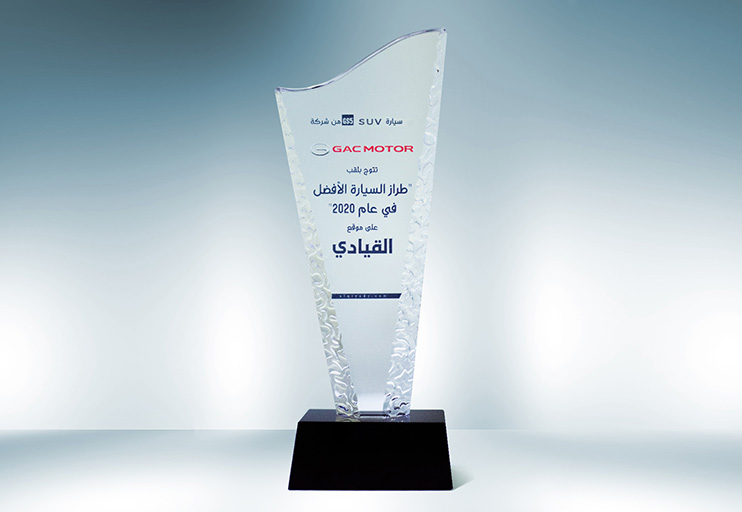 سيارة SUV GS5 من شركة
GAC MOTOR
تتوج بلقب
"طراز السيارة الأفضل
في عام 2020"
على موقع
القيادي